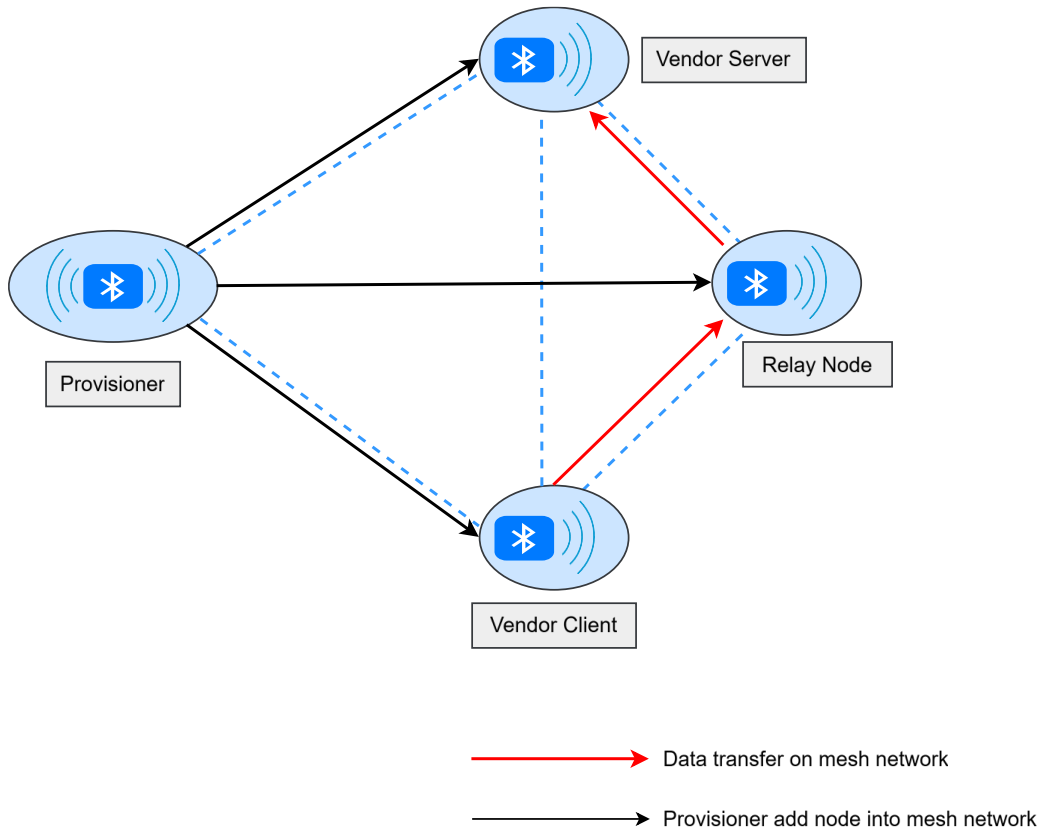 Vendor Server
Provisioner
Relay Node
Vendor Client
Data transfer on mesh network
Provisioner add node into mesh network